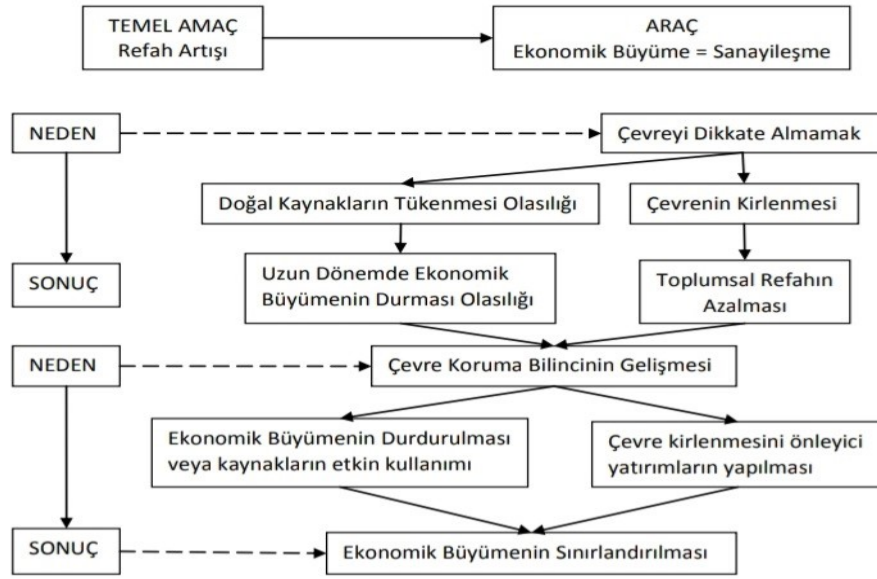 TEMEL AMAÇ
Refah Artışı
ARAÇ
Ekonomik Büyüme = Sanayileşme
NEDEN
Çevreyi Dikkate Almamak
Doğal Kaynakların Tükenmesi Olasılığı
Çevrenin Kirlenmesi
SONUÇ
Uzun Dönemde Ekonomik
Büyümenin Durması Olasılığı
Toplumsal Refahın
Azalması
NEDEN
Çevre Koruma Bilincinin Gelişmesi
Ekonomik Büyümenin Durdurulması
veya kaynakların etkin kullanımı
Çevre kirlenmesini önleyici
yatırımların yapılması
SONUÇ
Ekonomik Büyümenin Sınırlandırılması